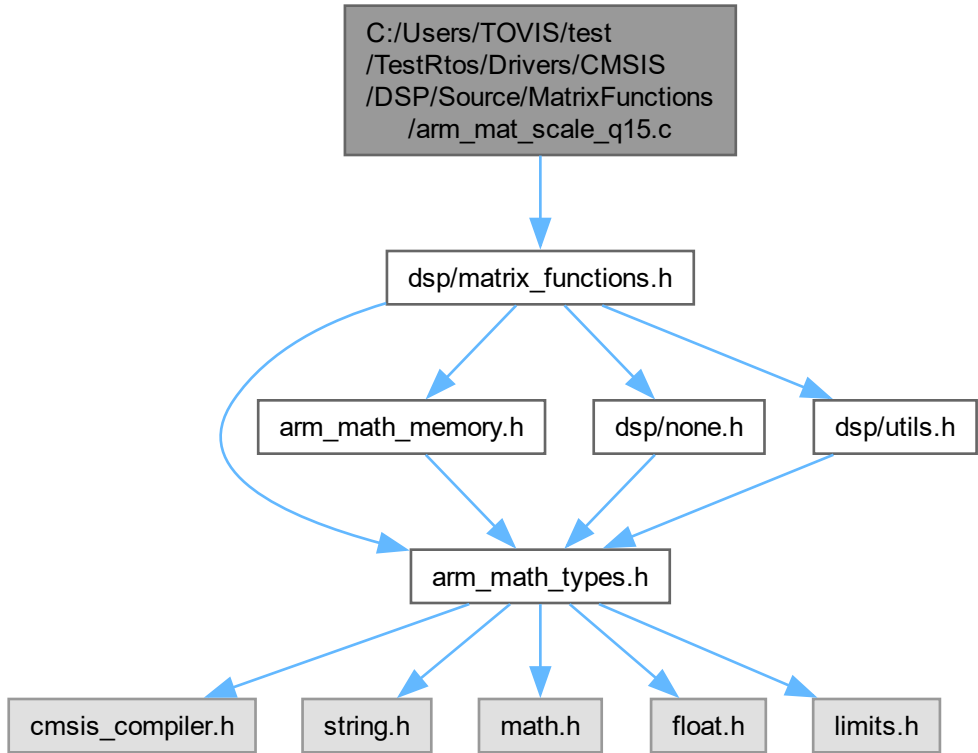 C:/Users/TOVIS/test
/TestRtos/Drivers/CMSIS
/DSP/Source/MatrixFunctions
/arm_mat_scale_q15.c
dsp/matrix_functions.h
arm_math_memory.h
dsp/none.h
dsp/utils.h
arm_math_types.h
cmsis_compiler.h
string.h
math.h
float.h
limits.h